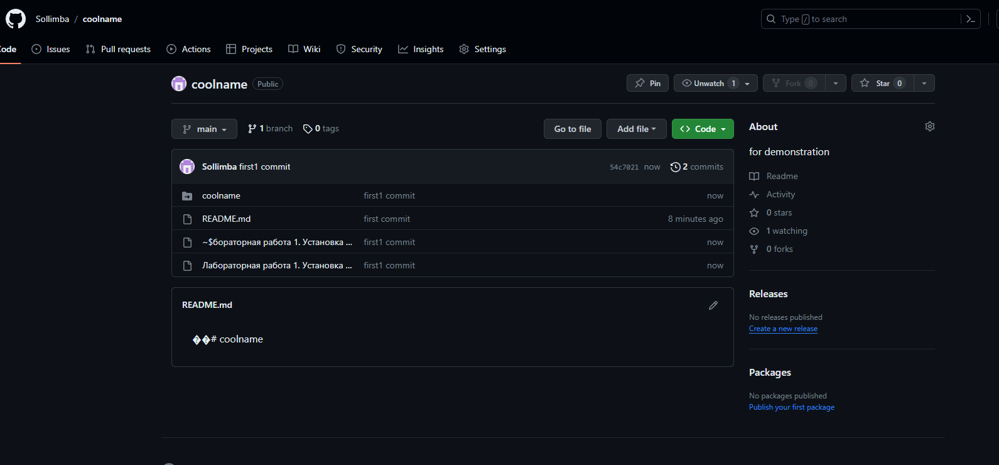 Sollimba / coolname
Type / to search
Code Issues Pull requests Actions Projects Wiki Security Insights Settings
coolname Public
Pin Unwatch 1 Fork 0 Star 0
main 1 branch 0 tags Go to file Add file Code
Sollimba first1 commit 54c7021 now 2 commits
coolname first1 commit now
README.md first commit 8 minutes ago
~$бораторная работа 1. Установка ... first1 commit now
Лабораторная работа 1. Установка ... first1 commit now
README.md
��# coolname
About
for demonstration
Readme
Activity
0 stars
1 watching
0 forks
Releases
No releases published
Create a new release
Packages
No packages published
Publish your first package